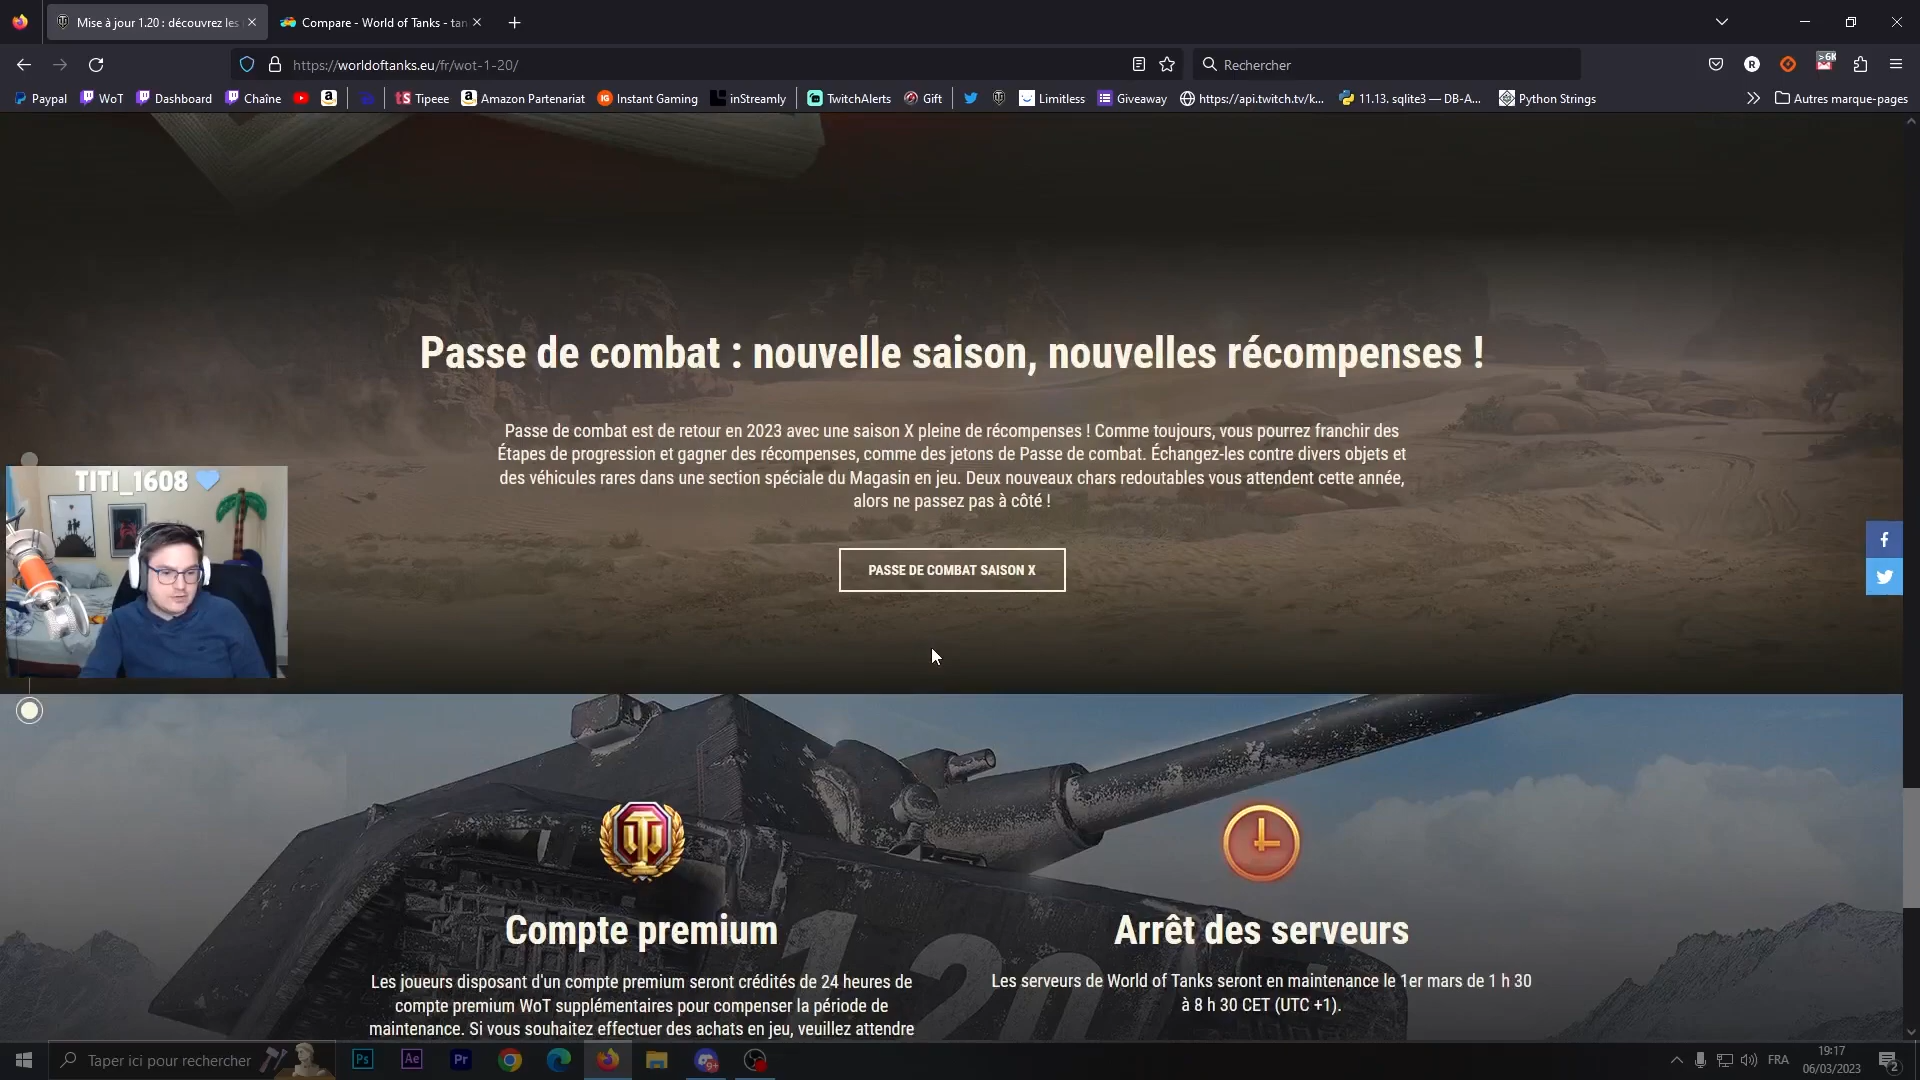 Mise à jour 1.20 : découvrez les
Compare - World of Tanks - tan
https://worldoftanks.eu/fr/wot-1-20/
Rechercher
>6K
Paypal
WoT
Dashboard
Chaîne
Tipeee
Amazon Partenariat
Instant Gaming
inStreamly
TwitchAlerts
Gift
Limitless
Giveaway
https://api.twitch.tv/k...
11.13. sqlite3 — DB-A...
Python Strings
Autres marque-pages
Passe de combat : nouvelle saison, nouvelles récompenses !
Passe de combat est de retour en 2023 avec une saison X pleine de récompenses ! Comme toujours, vous pourrez franchir des
Étapes de progression et gagner des récompenses, comme des jetons de Passe de combat. Échangez-les contre divers objets et
des véhicules rares dans une section spéciale du Magasin en jeu. Deux nouveaux chars redoutables vous attendent cette année,
alors ne passez pas à côté !
TITI_1608
PASSE DE COMBAT SAISON X
Compte premium
Les joueurs disposant d'un compte premium seront crédités de 24 heures de
compte premium WoT supplémentaires pour compenser la période de
maintenance. Si vous souhaitez effectuer des achats en jeu, veuillez attendre
Arrêt des serveurs
Les serveurs de World of Tanks seront en maintenance le 1er mars de 1 h 30
à 8 h 30 CET (UTC +1).
1.20
Taper ici pour rechercher
Ps
Ae
Pr
9+
FRA
19:17
06/03/2023
2